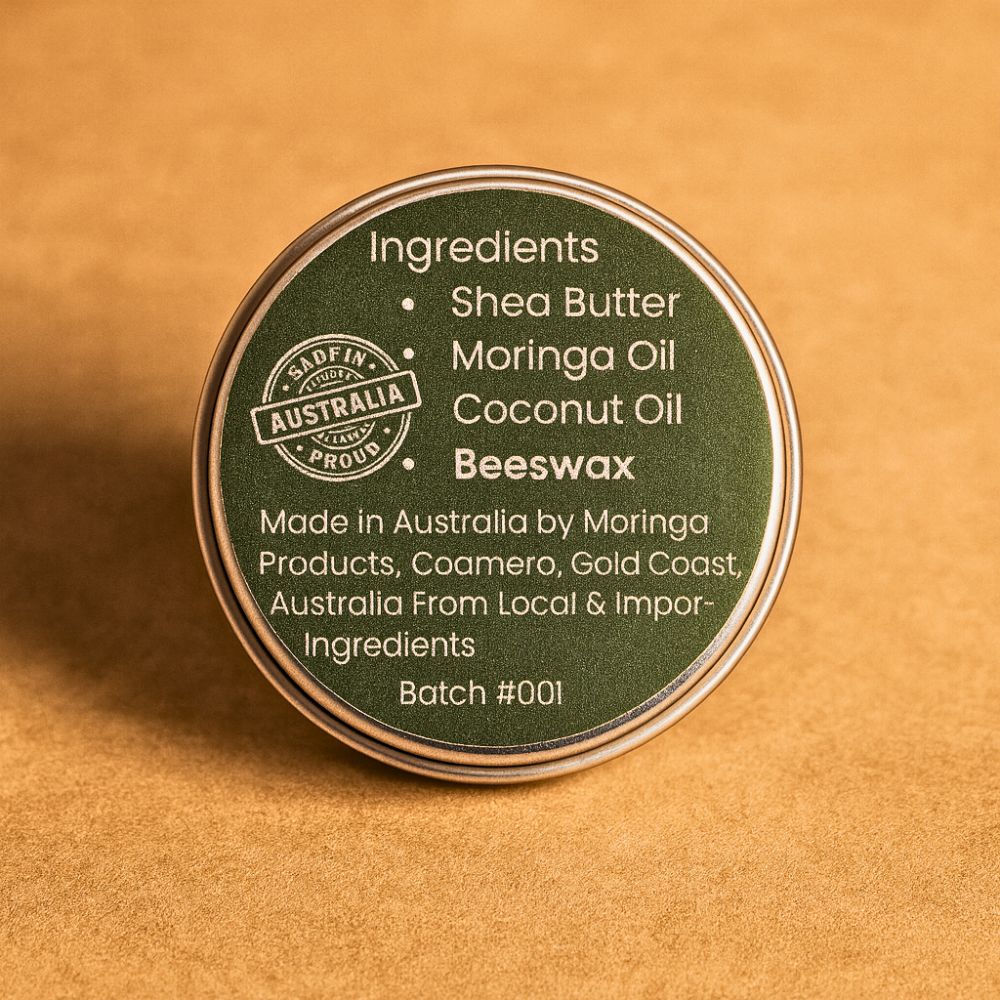 Ingredients
• Shea Butter
• Moringa Oil
Coconut Oil
• Beeswax
SADFIN
AUSTRALIA
PROUD
Made in Australia by Moringa
Products, Coamero, Gold Coast,
Australia From Local & Impor-
Ingredients
Batch #001